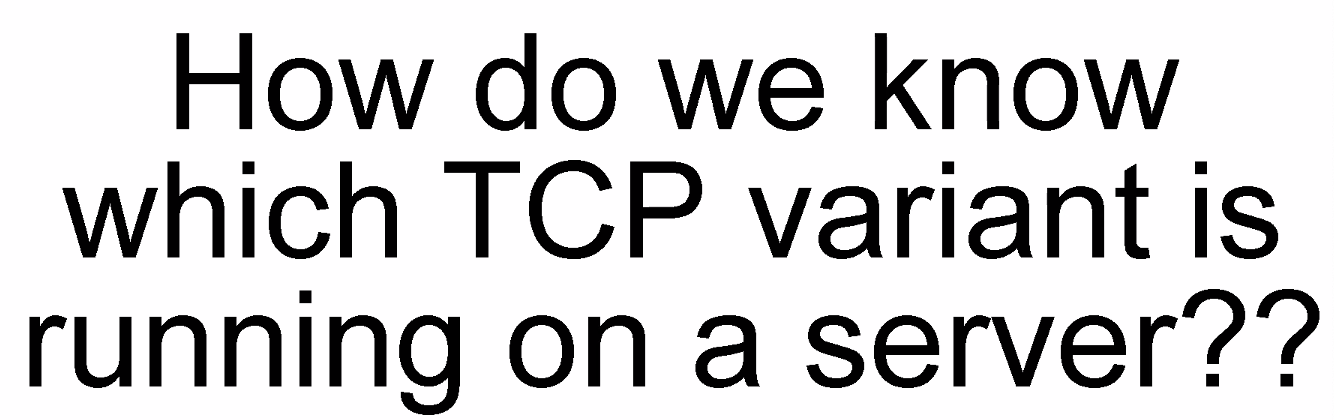 How do we know
which TCP variant is
running on a server??